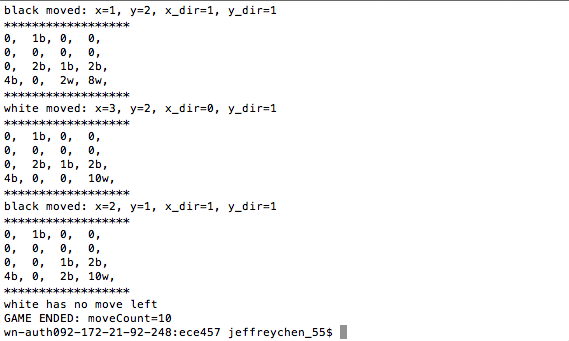 black moved: x=1, y=2, x_dir=1, y_dir=1
******************
0,  1b, 0,  0,
0,  0,  0,  0,
0,  2b, 1b, 2b,
4b, 0,  2w, 8w,
******************
white moved: x=3, y=2, x_dir=0, y_dir=1
******************
0,  1b, 0,  0,
0,  0,  0,  0,
0,  2b, 1b, 2b,
4b, 0,  0,  10w,
******************
black moved: x=2, y=1, x_dir=1, y_dir=1
******************
0,  1b, 0,  0,
0,  0,  0,  0,
0,  0,  1b, 2b,
4b, 0,  2b, 10w,
******************
white has no move left
GAME ENDED: moveCount=10
wn-auth092-172-21-92-248:ece457 jeffreychen_55$